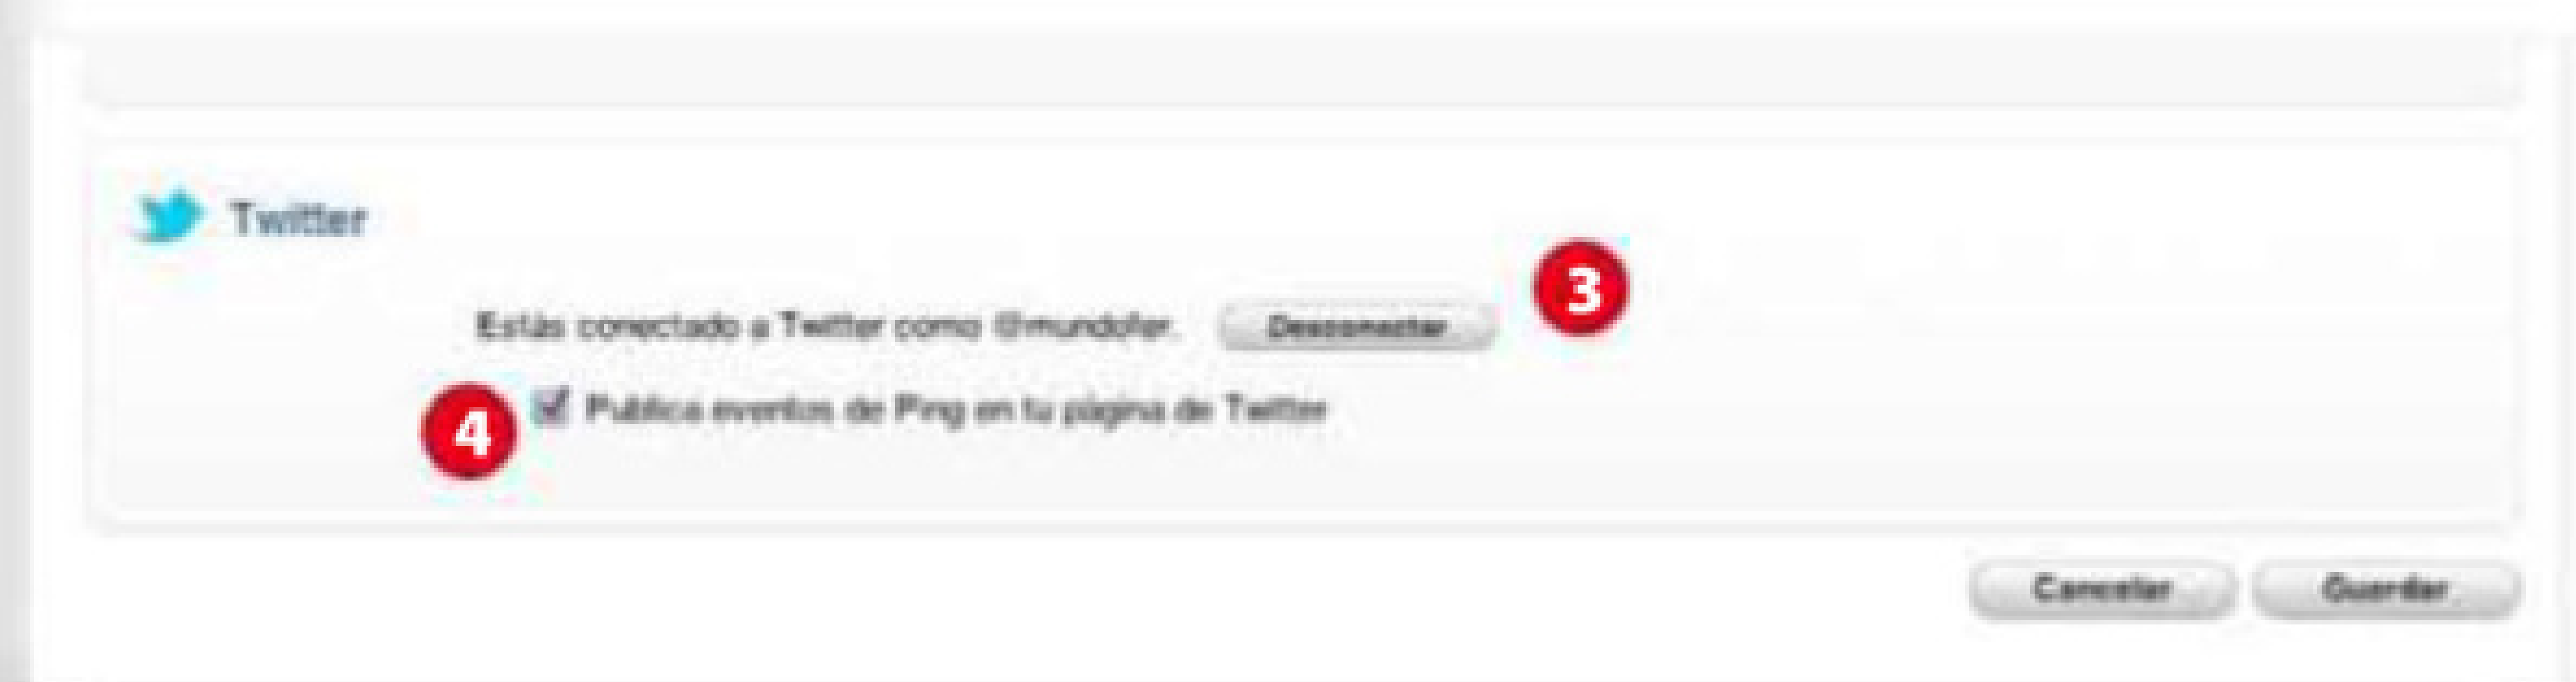 Twitter
3
Estás conectado a Twitter como @mundofer. Desconectar
4
Publica eventos de Ping en tu página de Twitter
Cancelar Guardar